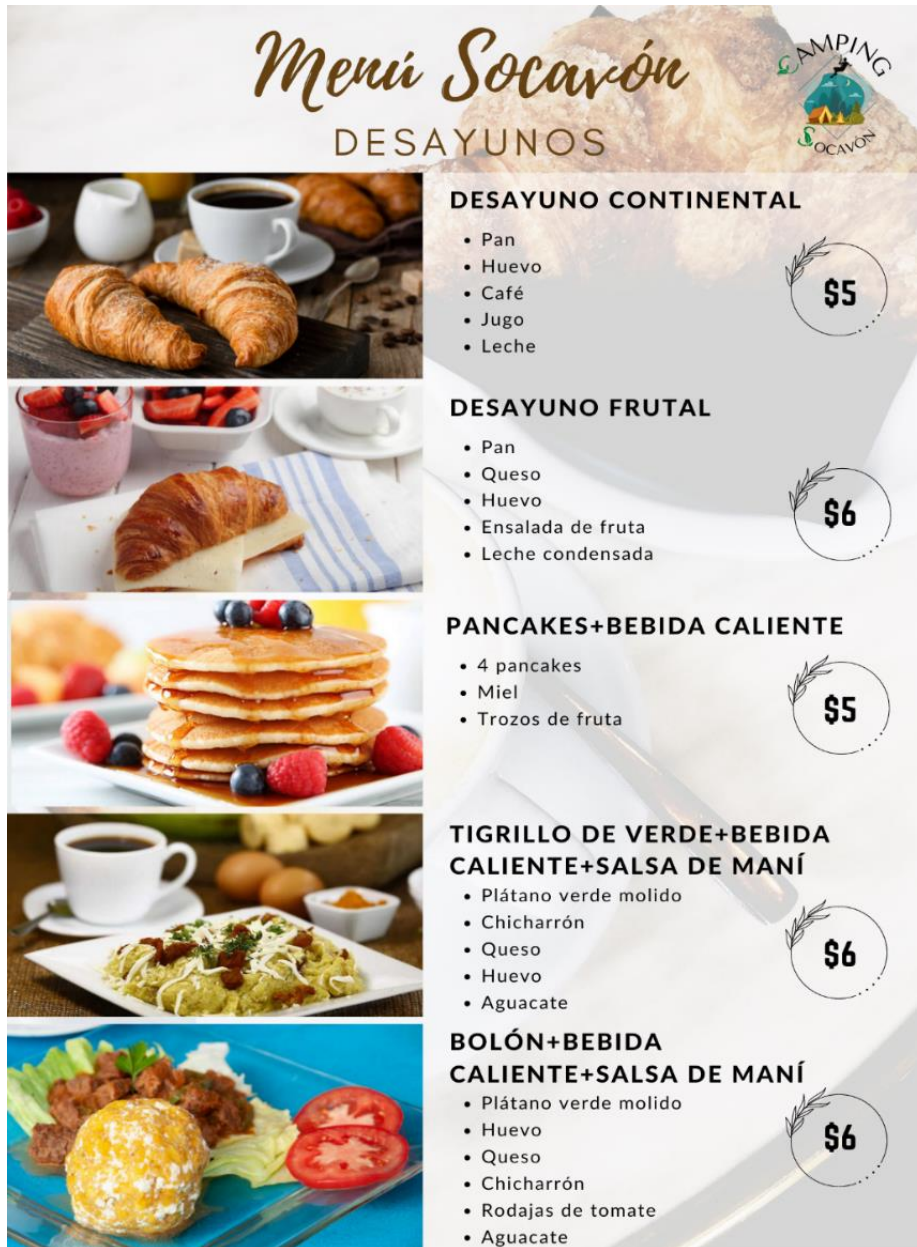 Menú Socavón
DESAYUNOS
CAMPING
SOCAVÓN
DESAYUNO CONTINENTAL
• Pan
• Huevo
• Café
• Jugo
• Leche
$5
DESAYUNO FRUTAL
• Pan
• Queso
• Huevo
• Ensalada de fruta
• Leche condensada
$6
PANCAKES+BEBIDA CALIENTE
• 4 pancakes
• Miel
• Trozos de fruta
$5
TIGRILLO DE VERDE+BEBIDA
CALIENTE+SALSA DE MANÍ
• Plátano verde molido
• Chicharrón
• Queso
• Huevo
• Aguacate
$6
BOLÓN+BEBIDA
CALIENTE+SALSA DE MANÍ
• Plátano verde molido
• Huevo
• Queso
• Chicharrón
• Rodajas de tomate
• Aguacate
$6